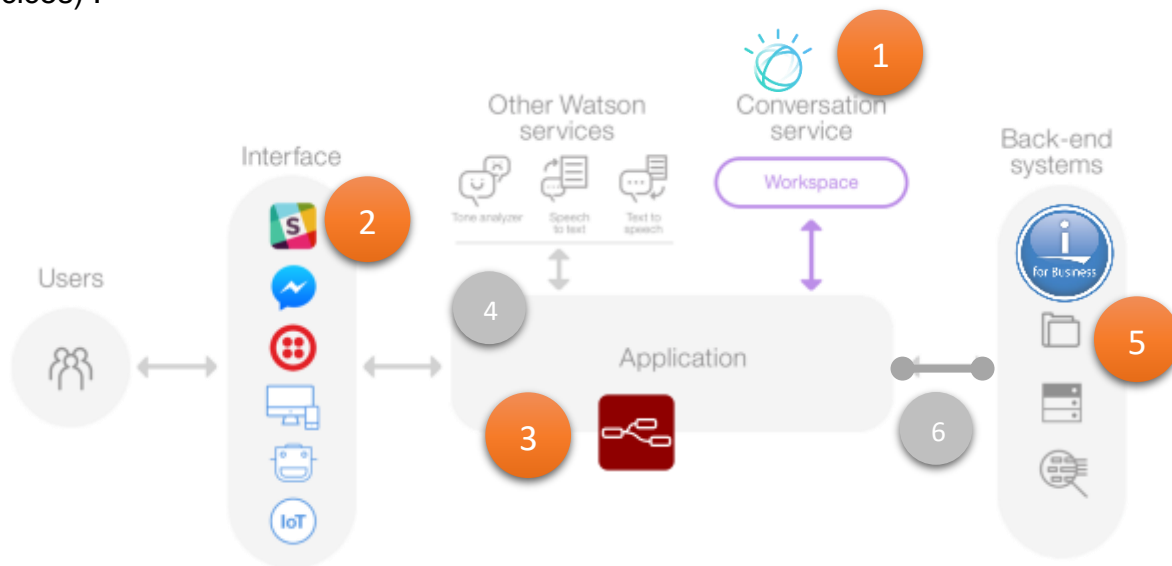 1
Other Watson
services
Conversation
service
Back-end
systems
Interface
Workspace
2
S
Tone analyzer
Speech
to text
Text to
speech
i
for Business
Users
4
5
Application
3
6
IoT